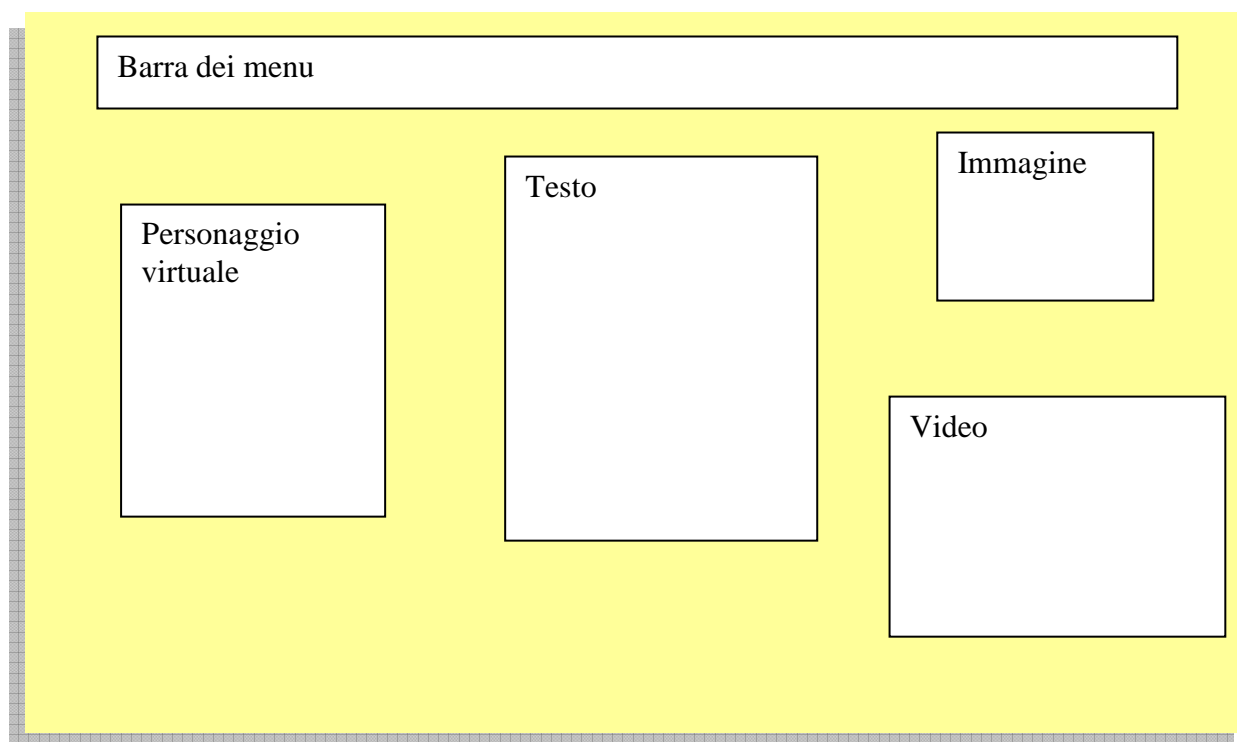 Barra dei menu
Personaggio
virtuale
Testo
Immagine
Video